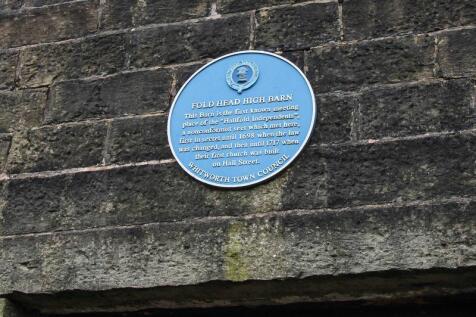 FOLD HEAD HIGH BARN
This Barn is the first known meeting
place of the "Hallfold Independents",
a nonconformist sect which met here,
first in secret until 1698 when the law
was changed, and then until 1717 when
their first church was built
on Hall Street.
WHITWORTH TOWN COUNCIL